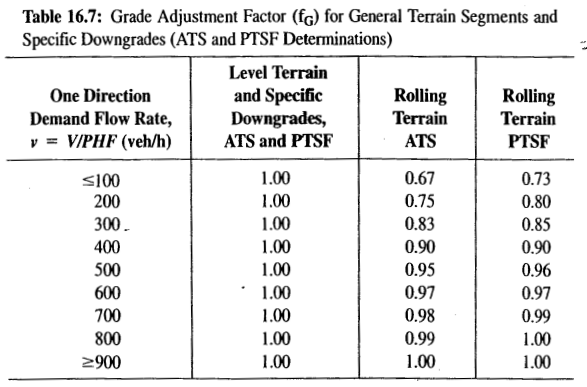 Table 16.7: Grade Adjustment Factor (fG) for General Terrain Segments and
Specific Downgrades (ATS and PTSF Determinations)
One Direction Demand Flow Rate, v = V/PHF (veh/h) Level Terrain and Specific Downgrades, ATS and PTSF Rolling Terrain ATS Rolling Terrain PTSF
≤100 1.00 0.67 0.73
200 1.00 0.75 0.80
300 1.00 0.83 0.85
400 1.00 0.90 0.90
500 1.00 0.95 0.96
600 1.00 0.97 0.97
700 1.00 0.98 0.99
800 1.00 0.99 1.00
≥900 1.00 1.00 1.00